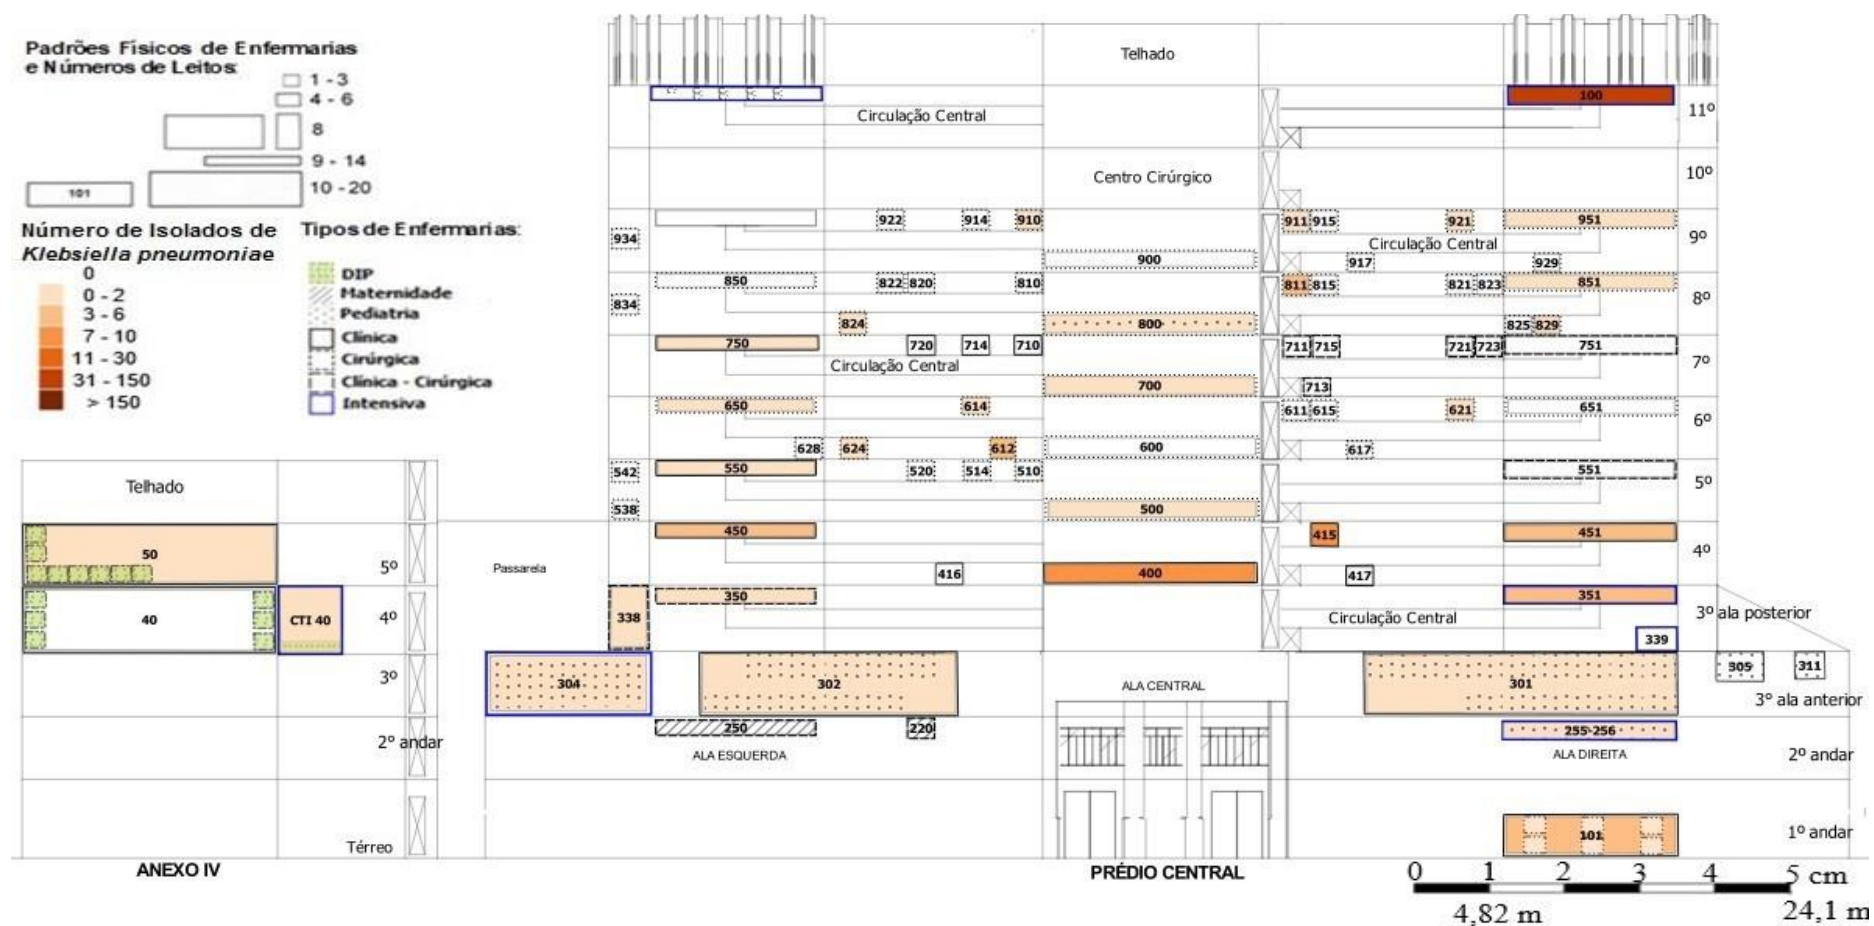 Padrões Físicos de Enfermarias
e Números de Leitos:
1 - 3
4 - 6
8
9 - 14
10 - 20
101
Número de Isolados de
Klebsiella pneumoniae
0
0 - 2
3 - 6
7 - 10
11 - 30
31 - 150
> 150
Tipos de Enfermarias:
DIP
Maternidade
Pediatria
Clínica
Cirúrgica
Clínica - Cirúrgica
Intensiva
Telhado
Circulação Central
100
11º
Centro Cirúrgico
10º
922 914 910 911 915 921 951
934 Circulação Central 9º
900 917 929
850 822 820 810 811 815 821 823 851
834 8º
824 800 825 829
750 720 714 710 711 715 721 723 751
Circulação Central 7º
700 713
650 614 611 615 621 651
6º
628 624 612 600 617
542 550 520 514 510 551
5º
538 500
450 415 451
4º
416 400 417
Passarela
350 351
338 Circulação Central 3º ala posterior
339
304 302 ALA CENTRAL 301 305 311
3º ala anterior
250 220 255-256
ALA ESQUERDA ALA DIREITA 2º andar
101 1º andar
Telhado
50 5º
40 CTI 40 4º
3º
2º andar
Térreo
ANEXO IV
PRÉDIO CENTRAL
0 1 2 3 4 5 cm
4,82 m 24,1 m